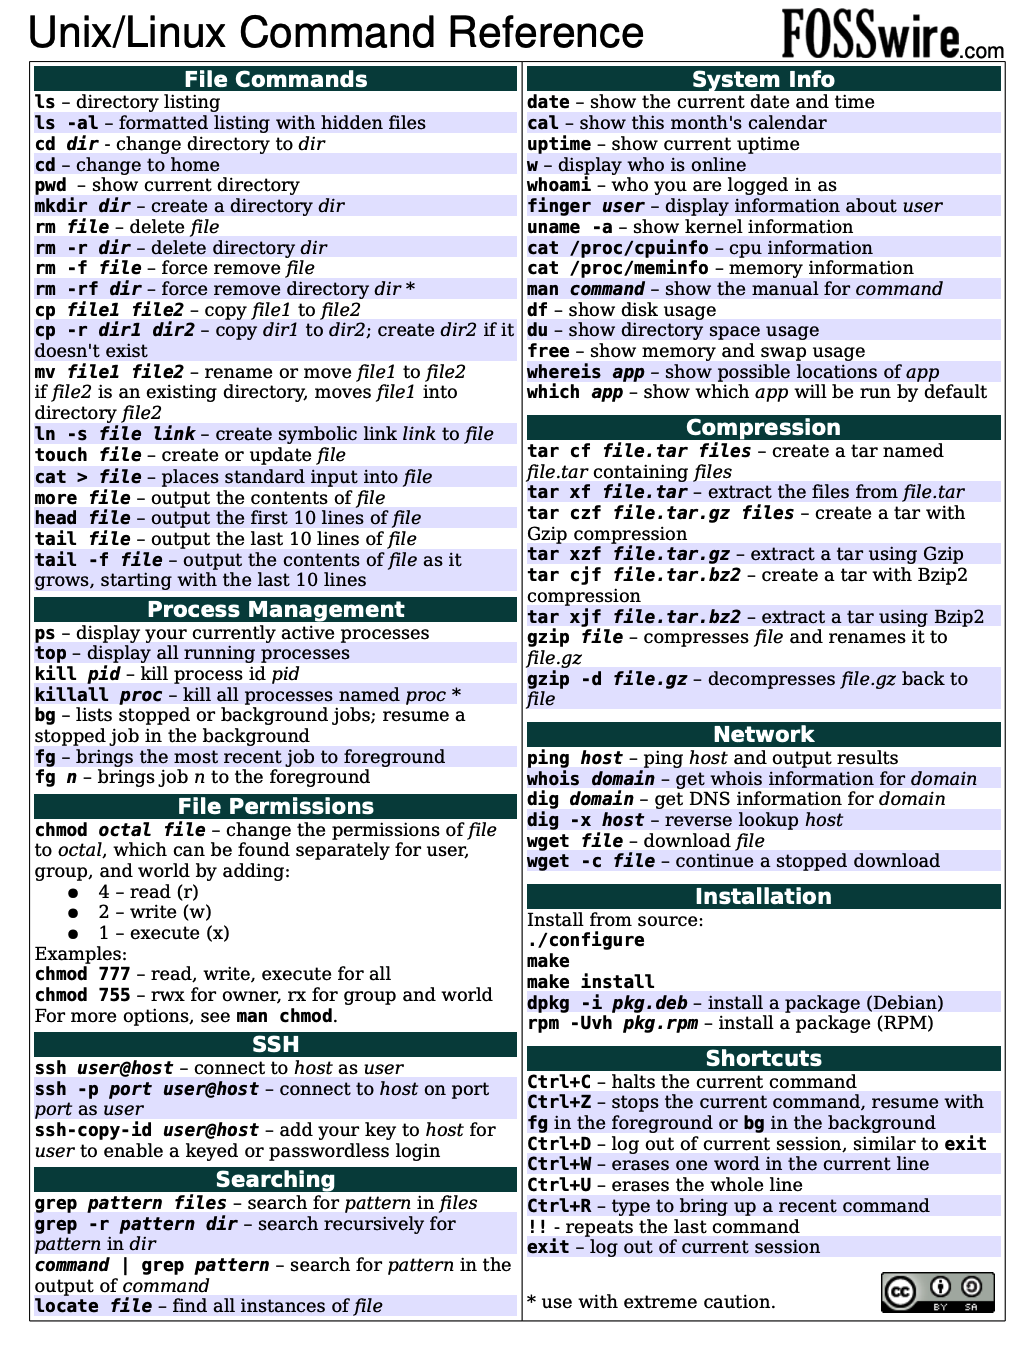 Unix/Linux Command Reference
FOSSwire.com
File Commands
ls – directory listing
ls -al – formatted listing with hidden files
cd dir - change directory to dir
cd – change to home
pwd – show current directory
mkdir dir – create a directory dir
rm file – delete file
rm -r dir – delete directory dir
rm -f file – force remove file
rm -rf dir – force remove directory dir *
cp file1 file2 – copy file1 to file2
cp -r dir1 dir2 – copy dir1 to dir2; create dir2 if it
doesn't exist
mv file1 file2 – rename or move file1 to file2
if file2 is an existing directory, moves file1 into
directory file2
ln -s file link – create symbolic link link to file
touch file – create or update file
cat > file – places standard input into file
more file – output the contents of file
head file – output the first 10 lines of file
tail file – output the last 10 lines of file
tail -f file – output the contents of file as it
grows, starting with the last 10 lines
Process Management
ps – display your currently active processes
top – display all running processes
kill pid – kill process id pid
killall proc – kill all processes named proc *
bg – lists stopped or background jobs; resume a
stopped job in the background
fg – brings the most recent job to foreground
fg n – brings job n to the foreground
File Permissions
chmod octal file – change the permissions of file
to octal, which can be found separately for user,
group, and world by adding:
● 4 – read (r)
● 2 – write (w)
● 1 – execute (x)
Examples:
chmod 777 – read, write, execute for all
chmod 755 – rwx for owner, rx for group and world
For more options, see man chmod.
SSH
ssh user@host – connect to host as user
ssh -p port user@host – connect to host on port
port as user
ssh-copy-id user@host – add your key to host for
user to enable a keyed or passwordless login
Searching
grep pattern files – search for pattern in files
grep -r pattern dir – search recursively for
pattern in dir
command | grep pattern – search for pattern in the
output of command
locate file – find all instances of file
System Info
date – show the current date and time
cal – show this month's calendar
uptime – show current uptime
w – display who is online
whoami – who you are logged in as
finger user – display information about user
uname -a – show kernel information
cat /proc/cpuinfo – cpu information
cat /proc/meminfo – memory information
man command – show the manual for command
df – show disk usage
du – show directory space usage
free – show memory and swap usage
whereis app – show possible locations of app
which app – show which app will be run by default
Compression
tar cf file.tar files – create a tar named
file.tar containing files
tar xf file.tar – extract the files from file.tar
tar czf file.tar.gz files – create a tar with
Gzip compression
tar xzf file.tar.gz – extract a tar using Gzip
tar cjf file.tar.bz2 – create a tar with Bzip2
compression
tar xjf file.tar.bz2 – extract a tar using Bzip2
gzip file – compresses file and renames it to
file.gz
gzip -d file.gz – decompresses file.gz back to
file
Network
ping host – ping host and output results
whois domain – get whois information for domain
dig domain – get DNS information for domain
dig -x host – reverse lookup host
wget file – download file
wget -c file – continue a stopped download
Installation
Install from source:
./configure
make
make install
dpkg -i pkg.deb – install a package (Debian)
rpm -Uvh pkg.rpm – install a package (RPM)
Shortcuts
Ctrl+C – halts the current command
Ctrl+Z – stops the current command, resume with
fg in the foreground or bg in the background
Ctrl+D – log out of current session, similar to exit
Ctrl+W – erases one word in the current line
Ctrl+U – erases the whole line
Ctrl+R – type to bring up a recent command
!! - repeats the last command
exit – log out of current session
* use with extreme caution.
cc BY SA